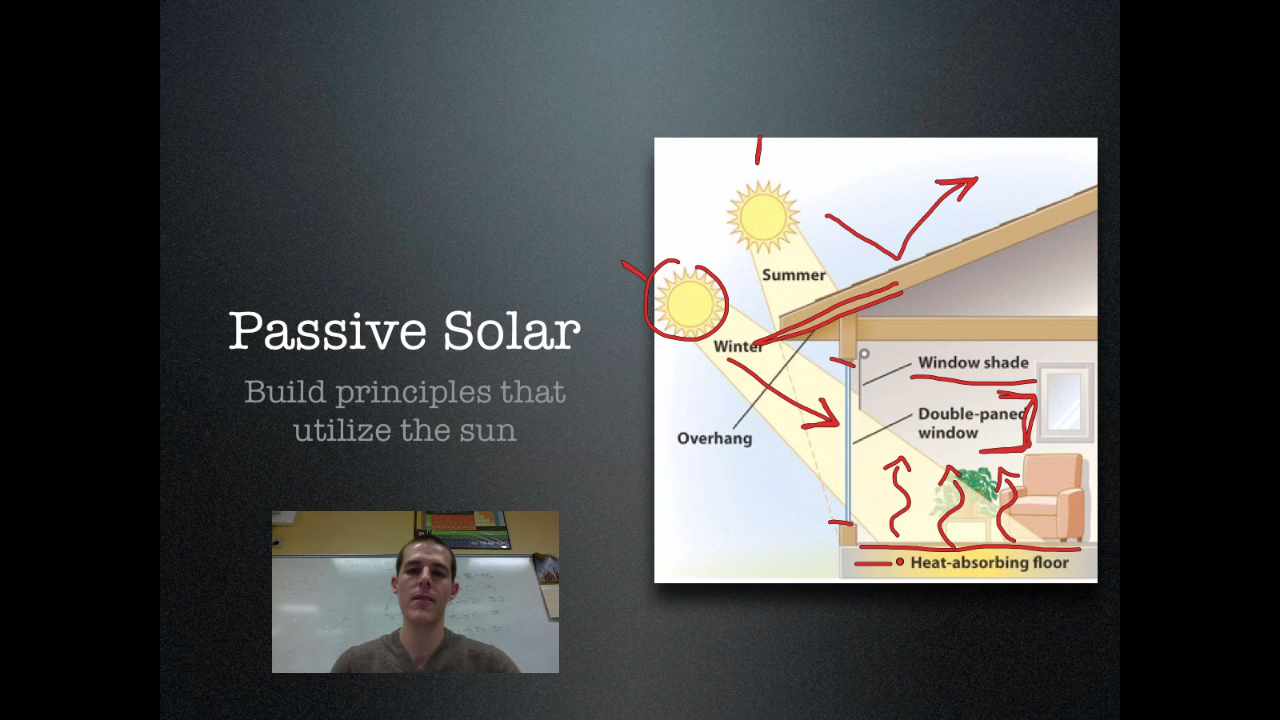 Passive Solar
Build principles that
utilize the sun
Summer
Winter
Overhang
Window shade
Double-paned
window
Heat-absorbing floor